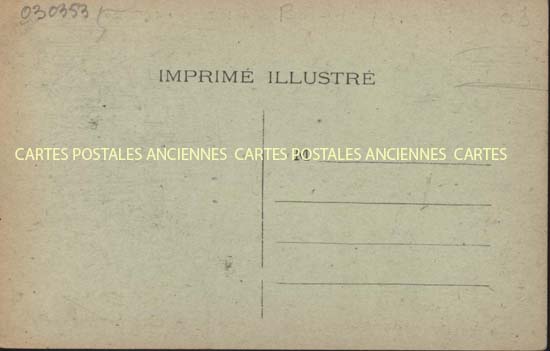 030353
IMPRIMÉ ILLUSTRÉ
CARTES POSTALES ANCIENNES CARTES POSTALES ANCIENNES CARTES